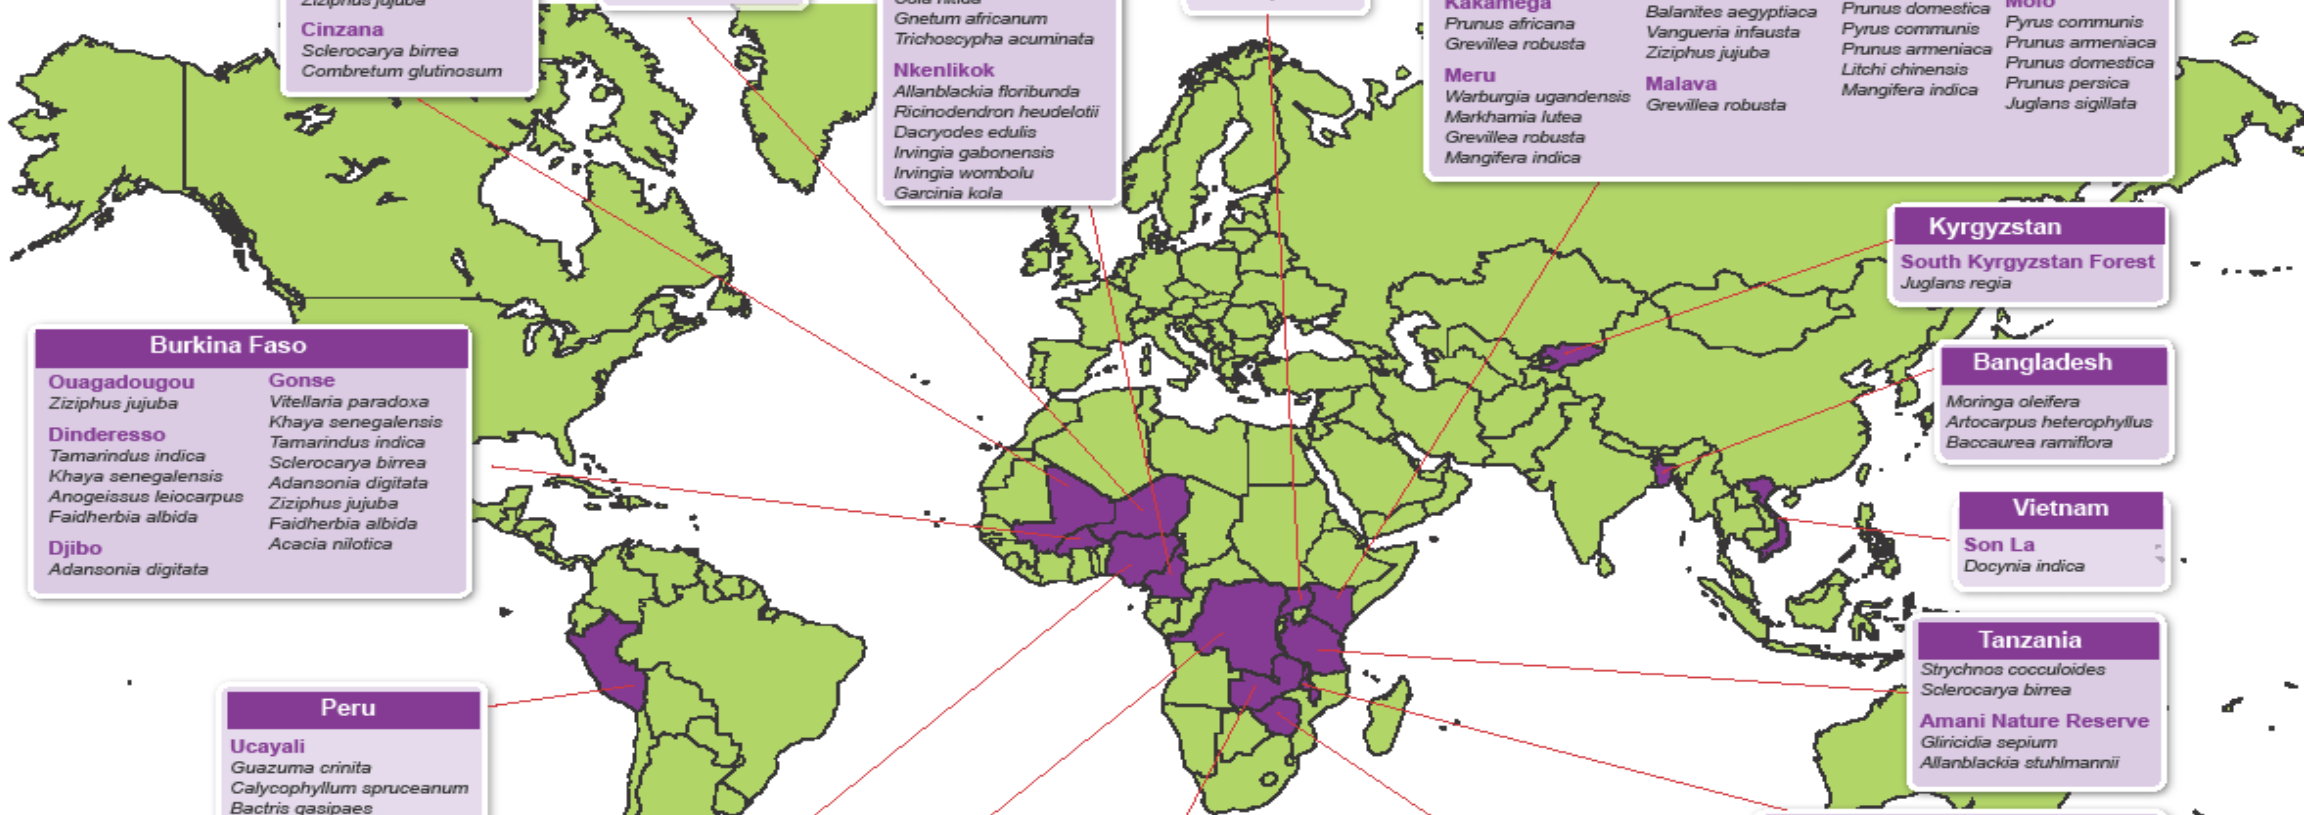 Ziziphus jujuba
Cinzana
Sclerocarya birrea
Combretum glutinosum
Gnetum africanum
Trichoscypha acuminata
Nkenlikok
Allanblackia floribunda
Ricinodendron heudelotii
Dacryodes edulis
Irvingia gabonensis
Irvingia wombolu
Garcinia kola
Kakamega
Prunus africana
Grevillea robusta
Meru
Warburgia ugandensis
Markhamia lutea
Grevillea robusta
Mangifera indica
Balanites aegyptiaca
Vangueria infausta
Ziziphus jujuba
Malava
Grevillea robusta
Prunus domestica
Pyrus communis
Prunus armeniaca
Litchi chinensis
Mangifera indica
Molo
Pyrus communis
Prunus armeniaca
Prunus domestica
Prunus persica
Juglans sigillata
Kyrgyzstan
South Kyrgyzstan Forest
Juglans regia
Burkina Faso
Ouagadougou
Ziziphus jujuba
Dinderesso
Tamarindus indica
Khaya senegalensis
Anogeissus leiocarpus
Faidherbia albida
Djibo
Adansonia digitata
Gonse
Vitellaria paradoxa
Khaya senegalensis
Tamarindus indica
Sclerocarya birrea
Adansonia digitata
Ziziphus jujuba
Faidherbia albida
Acacia nilotica
Bangladesh
Moringa oleifera
Artocarpus heterophyllus
Baccaurea ramiflora
Vietnam
Son La
Docynia indica
Tanzania
Strychnos cocculoides
Sclerocarya birrea
Amani Nature Reserve
Gliricidia sepium
Allanblackia stuhlmannii
Peru
Ucayali
Guazuma crinita
Calycophyllum spruceanum
Bactris gasipaes